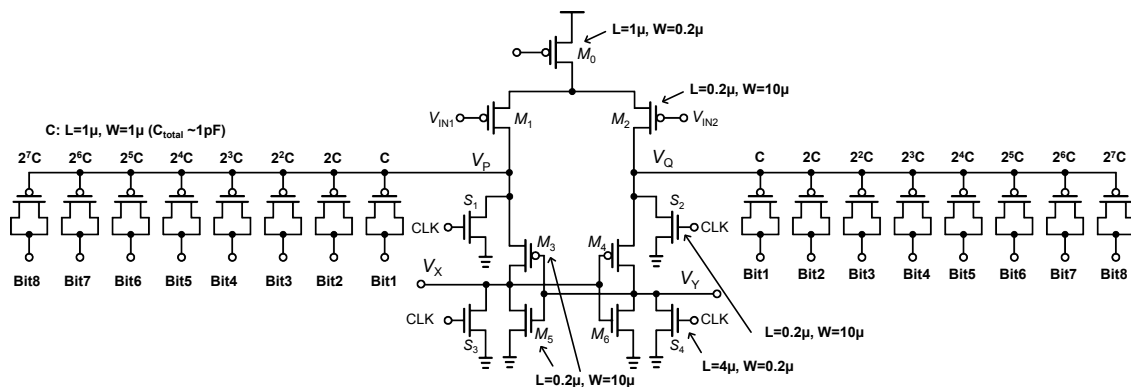 L=1µ, W=0.2µ
M0
L=0.2µ, W=10µ
VIN1
M1
M2
VIN2
C: L=1µ, W=1µ (Ctotal ~1pF)
VP
VQ
2⁷C 2⁶C 2⁵C 2⁴C 2³C 2²C 2C C
C 2C 2²C 2³C 2⁴C 2⁵C 2⁶C 2⁷C
S1
S2
CLK
CLK
M3
M4
Bit8 Bit7 Bit6 Bit5 Bit4 Bit3 Bit2 Bit1
Bit1 Bit2 Bit3 Bit4 Bit5 Bit6 Bit7 Bit8
VX
VY
CLK
CLK
M5
M6
S3
S4
L=0.2µ, W=10µ
L=4µ, W=0.2µ
L=0.2µ, W=10µ